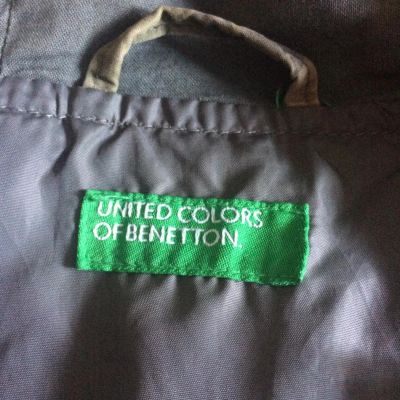 UNITED COLORS
OF BENETTON.